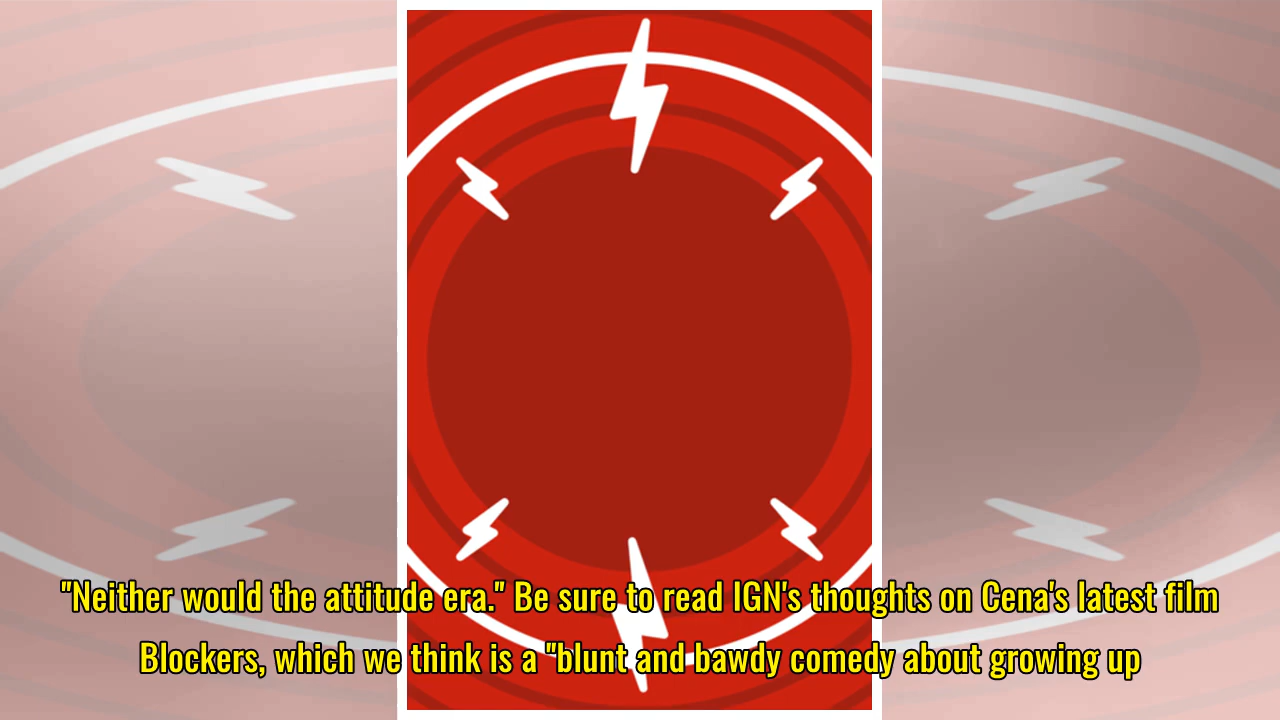 "Neither would the attitude era." Be sure to read IGN's thoughts on Cena's latest film
Blockers, which we think is a "blunt and bawdy comedy about growing up